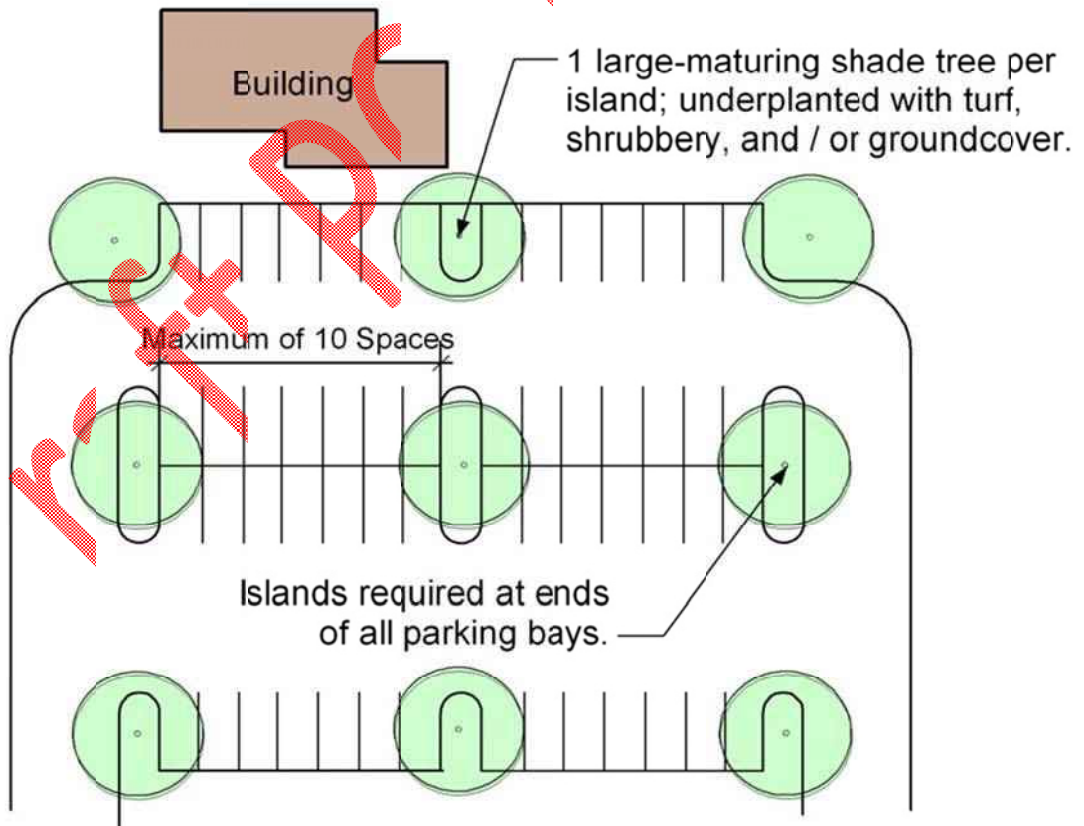 Building
1 large-maturing shade tree per
island; underplanted with turf,
shrubbery, and / or groundcover.
Maximum of 10 Spaces
Islands required at ends
of all parking bays.